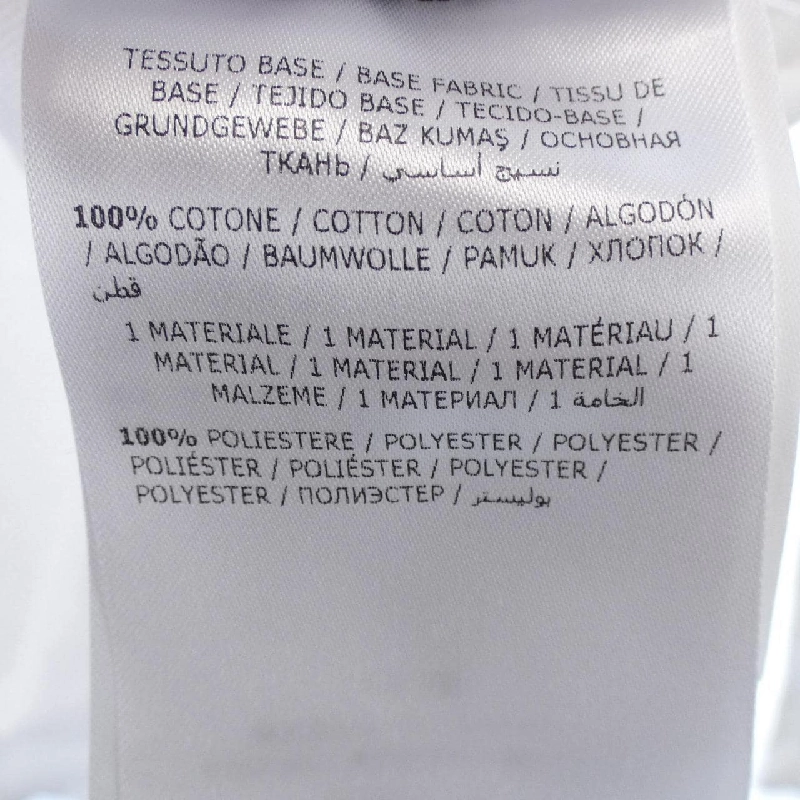 TESSUTO BASE / BASE FABRIC / TISSU DE
BASE / TEJIDO BASE / TECIDO-BASE /
GRUNDGEWEBE / BAZ KUMAŞ / ОСНОВНАЯ
ТКАНЬ / نسيج أساسي
100% COTONE / COTTON / COTON / ALGODÓN
/ ALGODÃO / BAUMWOLLE / PAMUK / ХЛОПОК /
قطن
1 MATERIALE / 1 MATERIAL / 1 MATÉRIAU / 1
MATERIAL / 1 MATERIAL / 1 MATERIAL / 1
MALZEME / 1 МАТЕРИАЛ / 1 الخامة
100% POLIESTERE / POLYESTER / POLYESTER /
POLIÉSTER / POLIÉSTER / POLYESTER /
POLYESTER / ПОЛИЭСТЕР / بوليستر